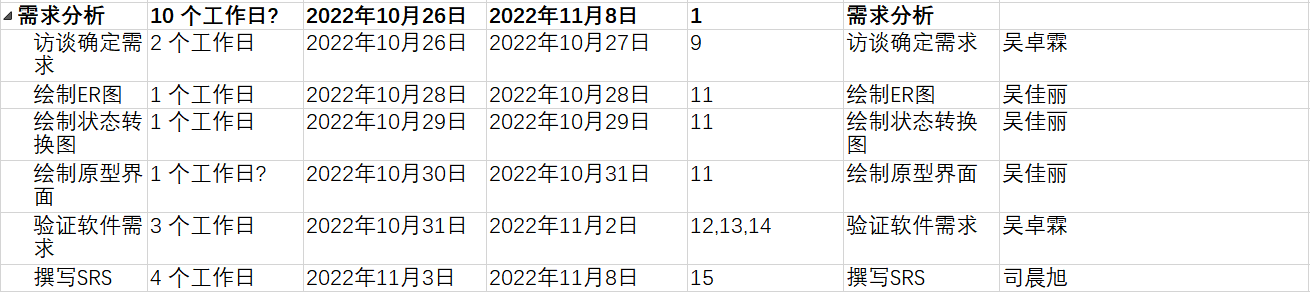 需求分析 10 个工作日? 2022年10月26日 2022年11月8日 1 需求分析
访谈确定需求 2 个工作日 2022年10月26日 2022年10月27日 9 访谈确定需求 吴卓霖
绘制ER图 1 个工作日 2022年10月28日 2022年10月28日 11 绘制ER图 吴佳丽
绘制状态转换图 1 个工作日 2022年10月29日 2022年10月29日 11 绘制状态转换图 吴佳丽
绘制原型界面 1 个工作日? 2022年10月30日 2022年10月31日 11 绘制原型界面 吴佳丽
验证软件需求 3 个工作日 2022年10月31日 2022年11月2日 12,13,14 验证软件需求 吴卓霖
撰写SRS 4 个工作日 2022年11月3日 2022年11月8日 15 撰写SRS 司晨旭